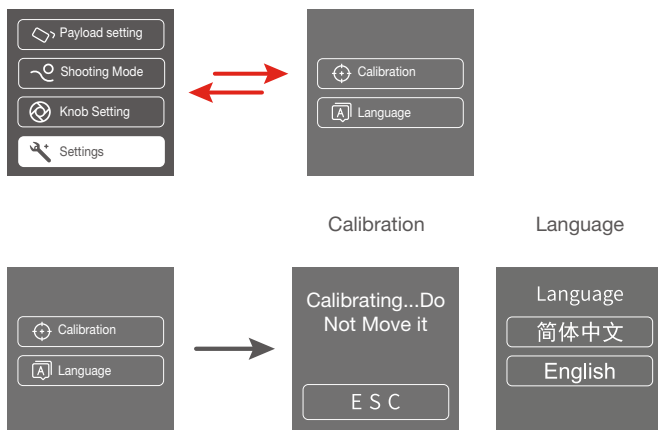 Payload setting
Shooting Mode
Knob Setting
Settings
Calibration
A Language
Calibration
Language
Calibration
A Language
Calibrating...Do
Not Move it
ESC
Language
简体中文
English